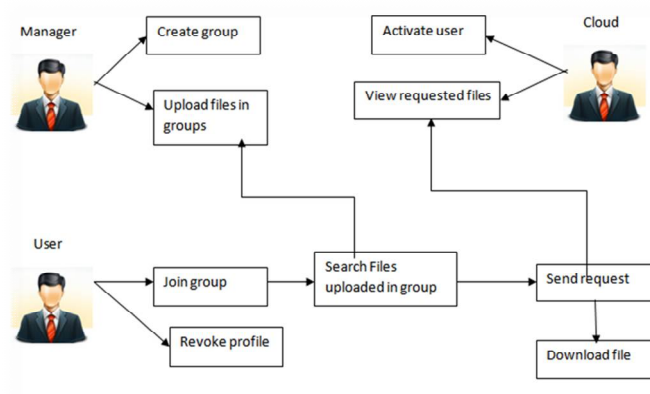 Manager
Create group
Activate user
Cloud
Upload files in
groups
View requested files
User
Join group
Search Files
uploaded in group
Send request
Revoke profile
Download file